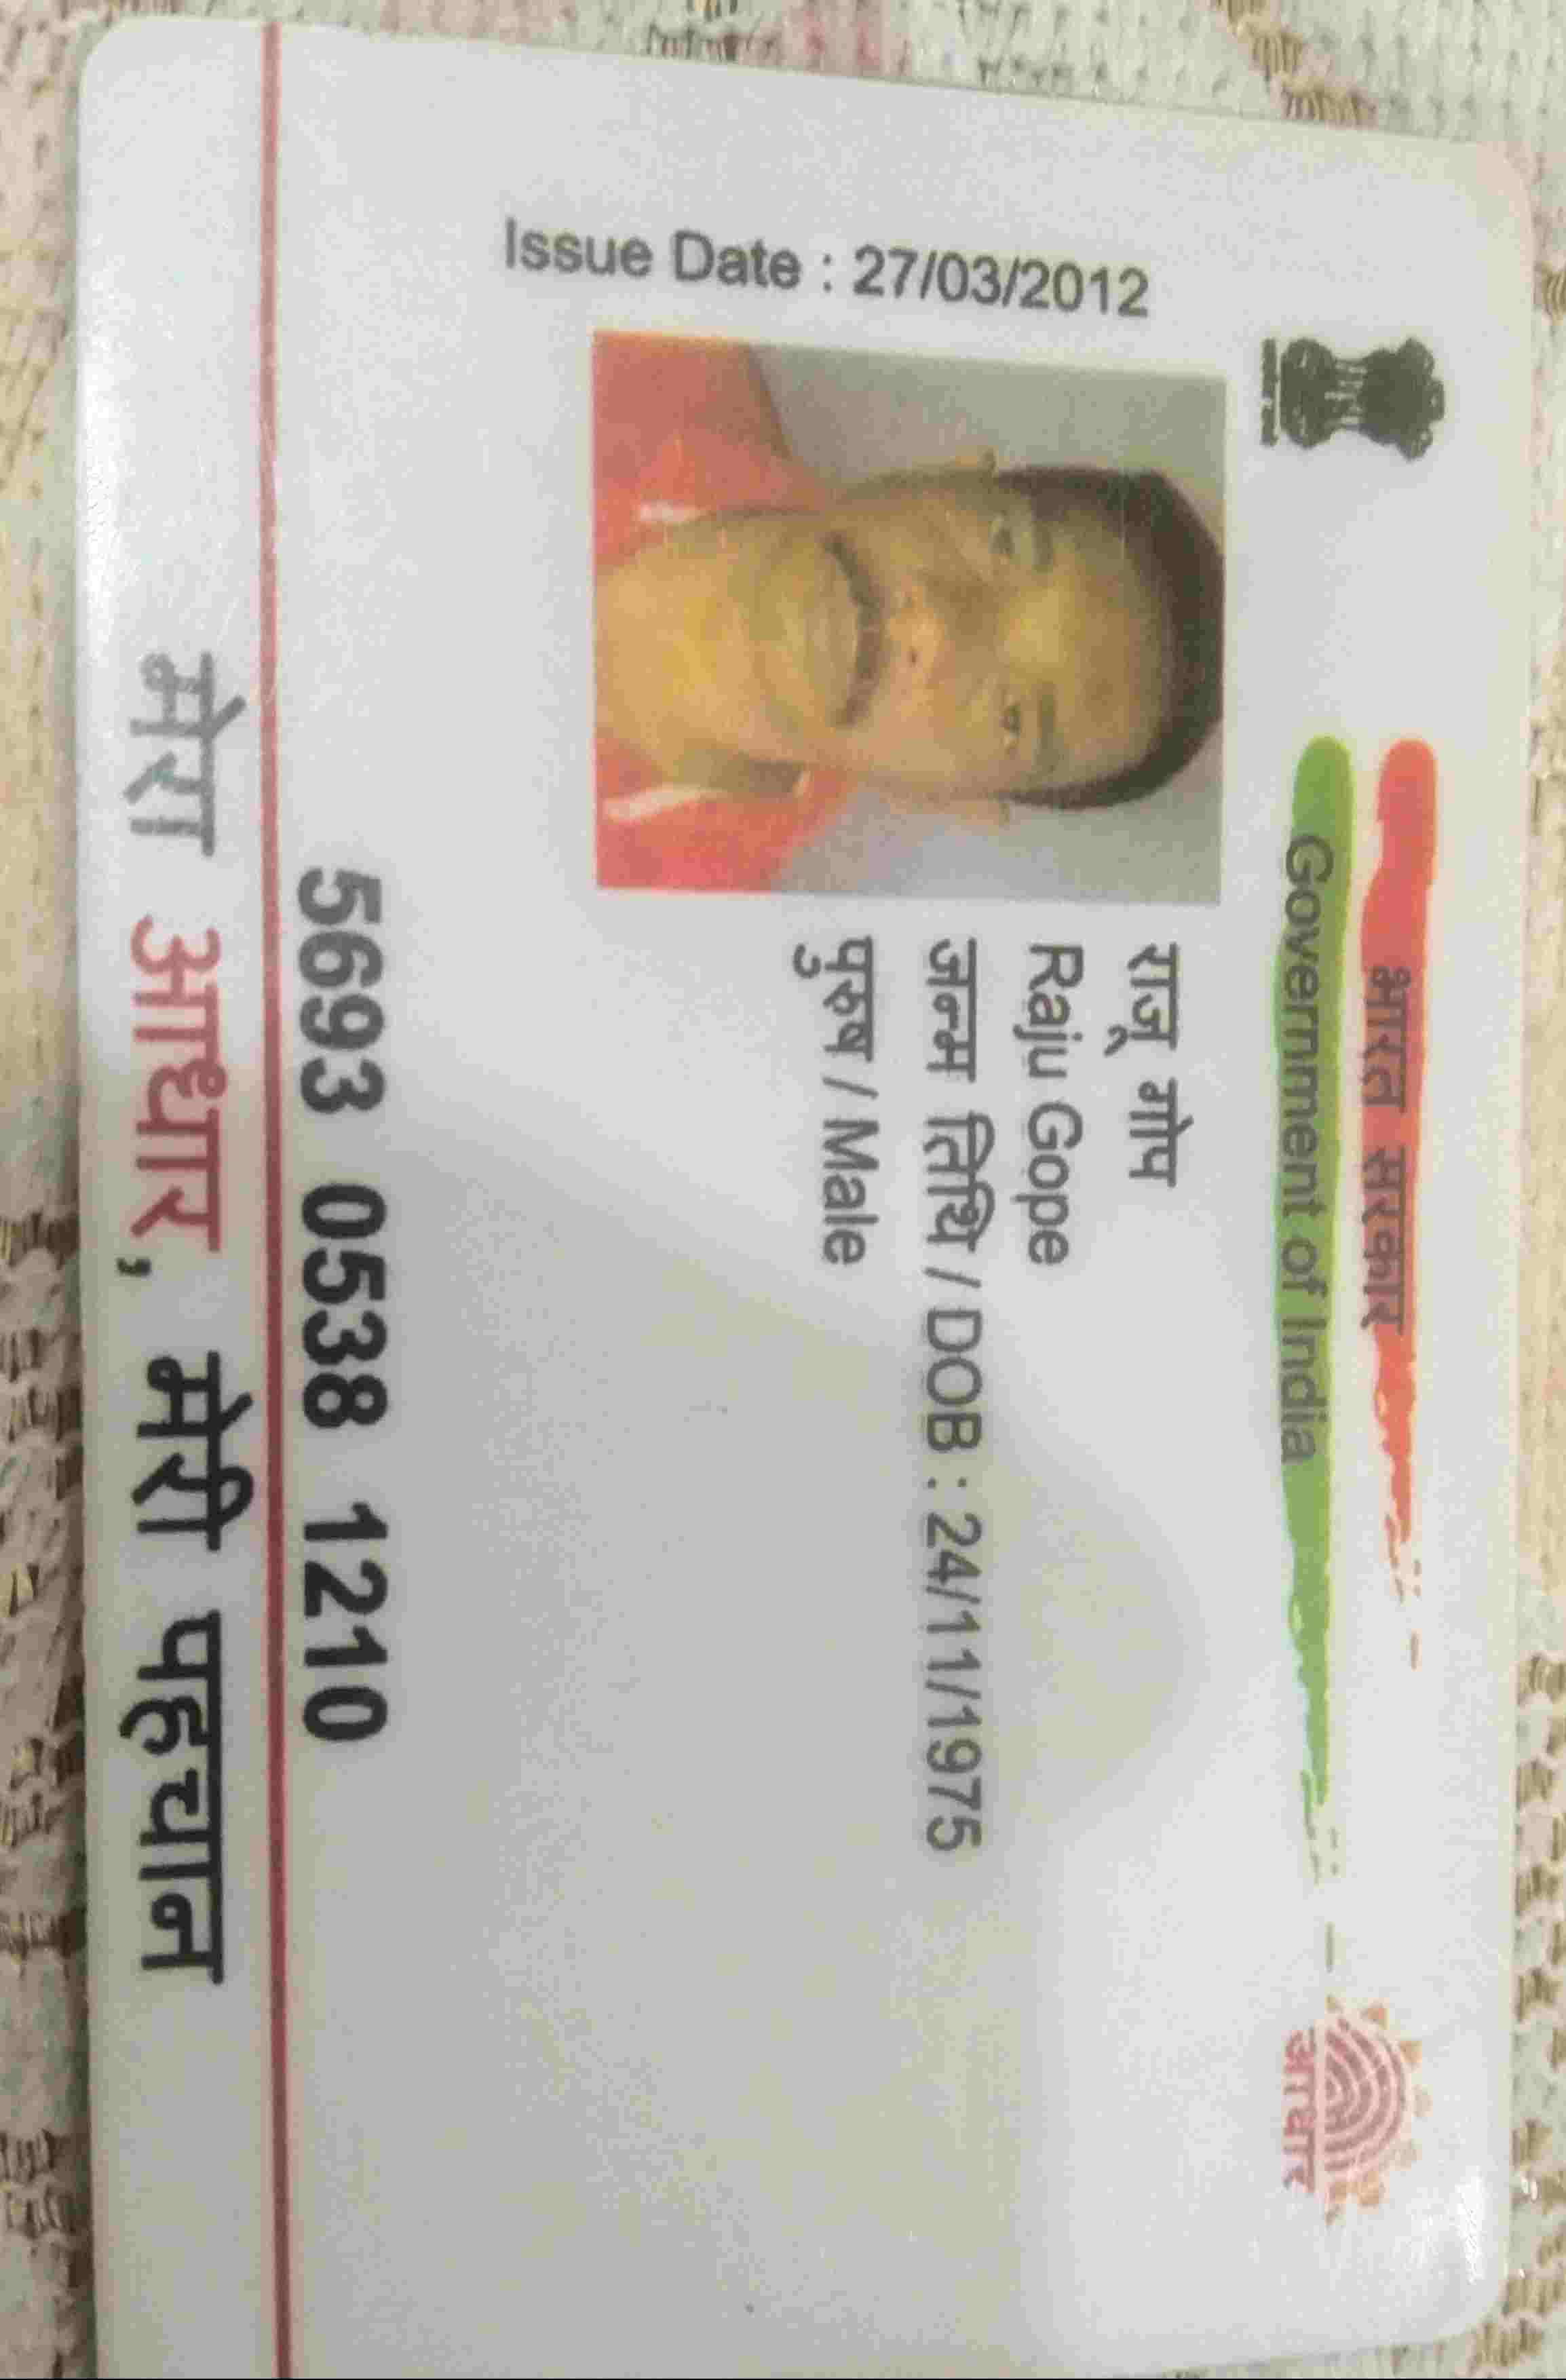 भारत सरकार
Government of India
आधार
Issue Date : 27/03/2012
राजू गोप
Raju Gope
जन्म तिथि / DOB : 24/11/1975
पुरुष / Male
5693 0538 1210
मेरा आधार, मेरी पहचान